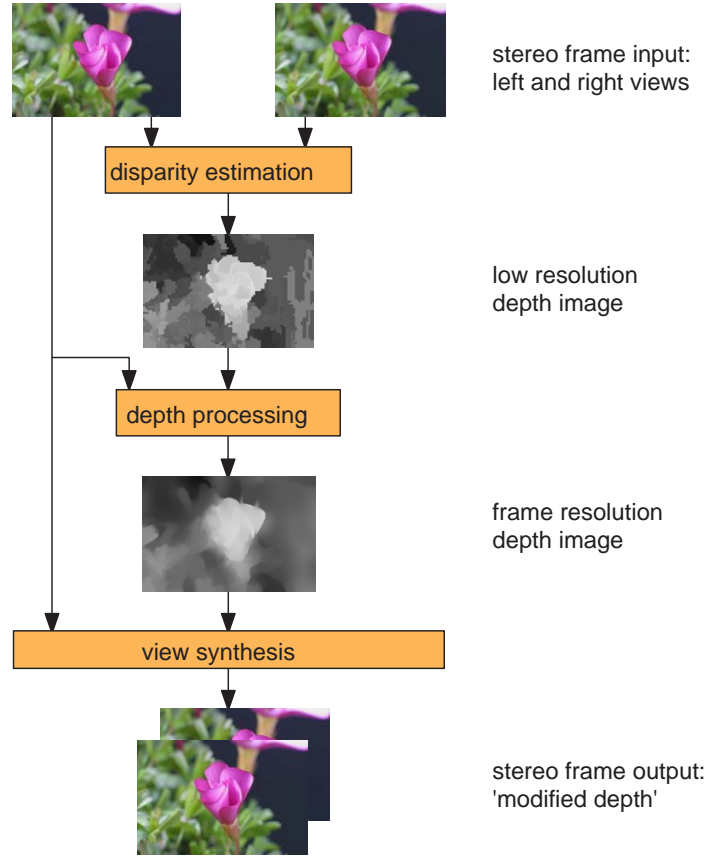 stereo frame input:
left and right views
disparity estimation
low resolution
depth image
depth processing
frame resolution
depth image
view synthesis
stereo frame output:
'modified depth'